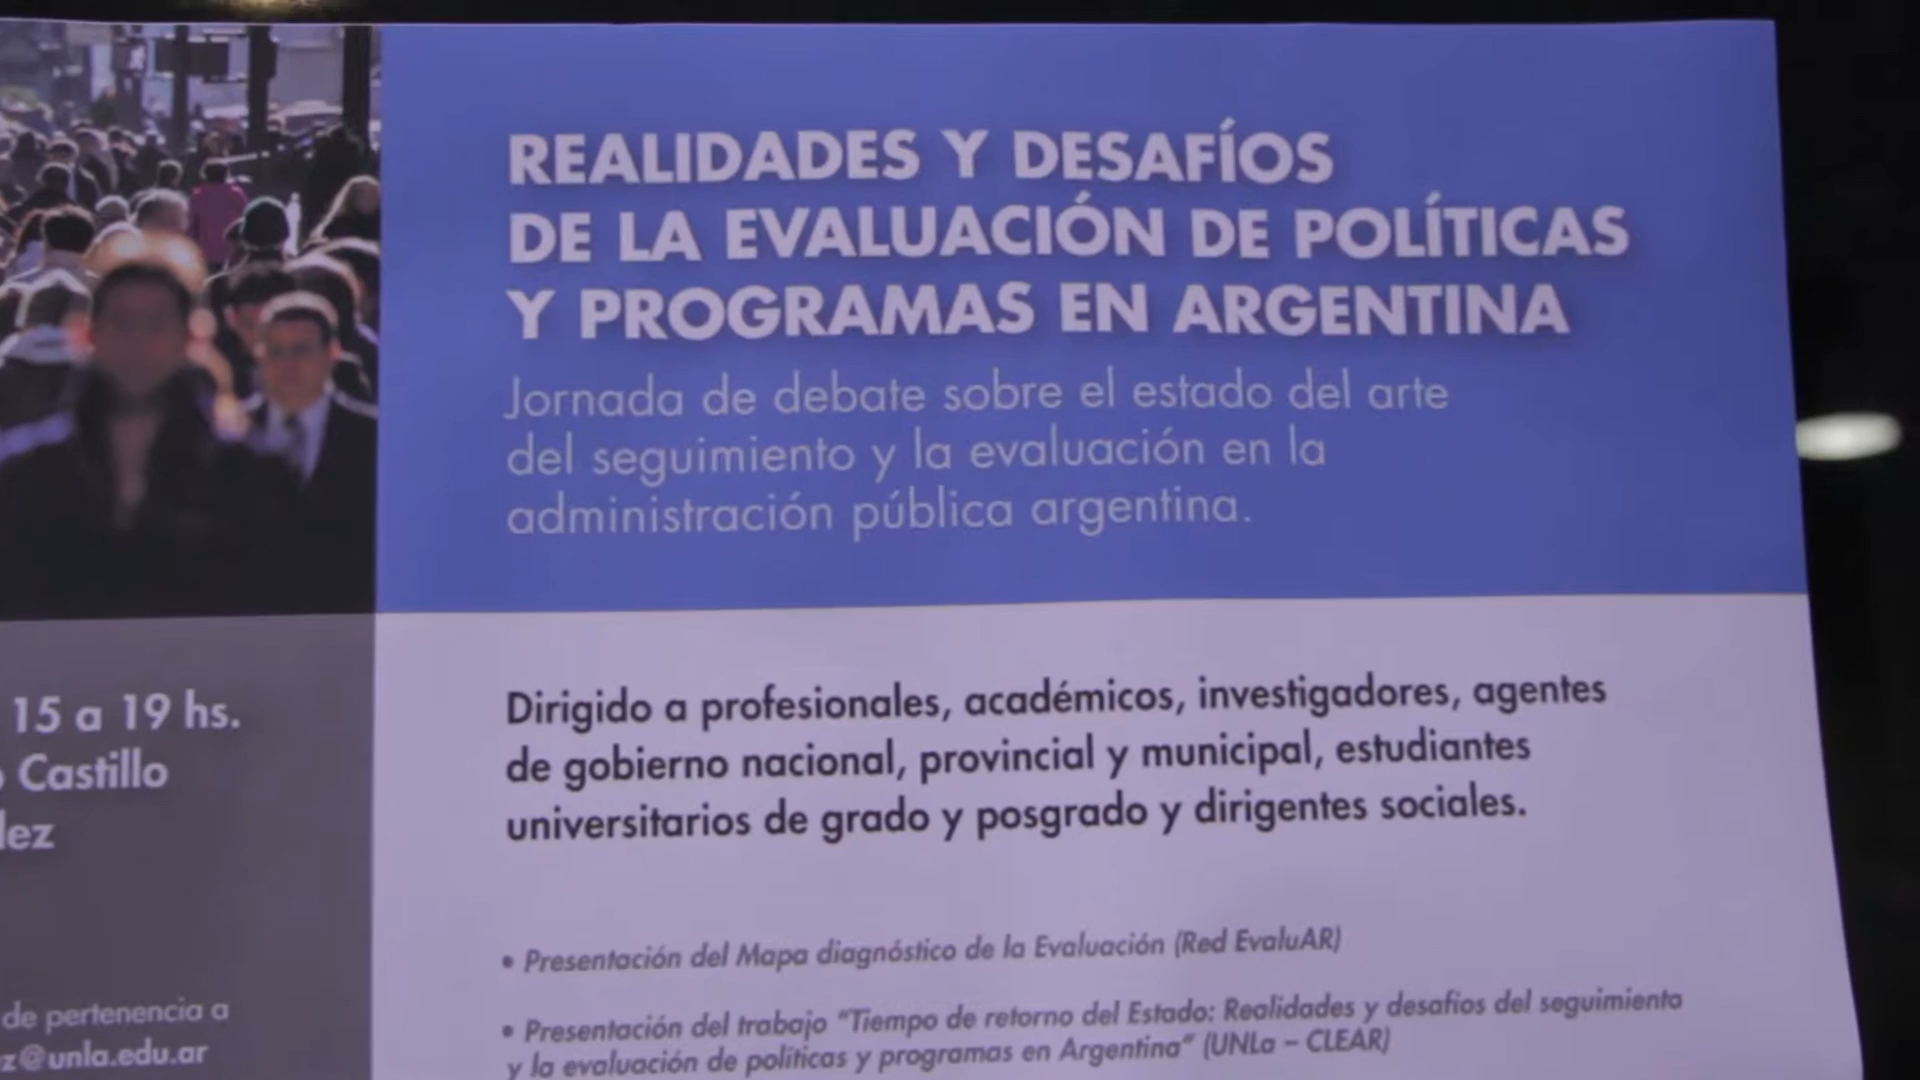 REALIDADES Y DESAFÍOS
DE LA EVALUACIÓN DE POLÍTICAS
Y PROGRAMAS EN ARGENTINA
Jornada de debate sobre el estado del arte
del seguimiento y la evaluación en la
administración pública argentina.
15 a 19 hs.
Castillo
Dirigido a profesionales, académicos, investigadores, agentes
de gobierno nacional, provincial y municipal, estudiantes
universitarios de grado y posgrado y dirigentes sociales.
• Presentación del Mapa diagnóstico de la Evaluación (Red EvaluAR)
• Presentación del trabajo "Tiempo de retorno del Estado: Realidades y desafios del seguimiento
y la evaluación de políticas y programas en Argentina" (UNLa – CLEAR)
de pertenencia a
z@unla.edu.ar